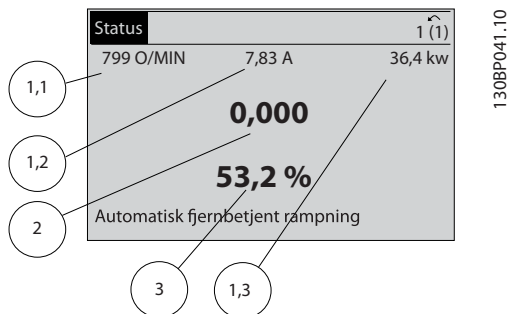 Status 1 (1)
799 O/MIN 7,83 A 36,4 kw
0,000
53,2 %
Automatisk fjernbetjent rampning
1,1
1,2
2
3
1,3
130BP041.10